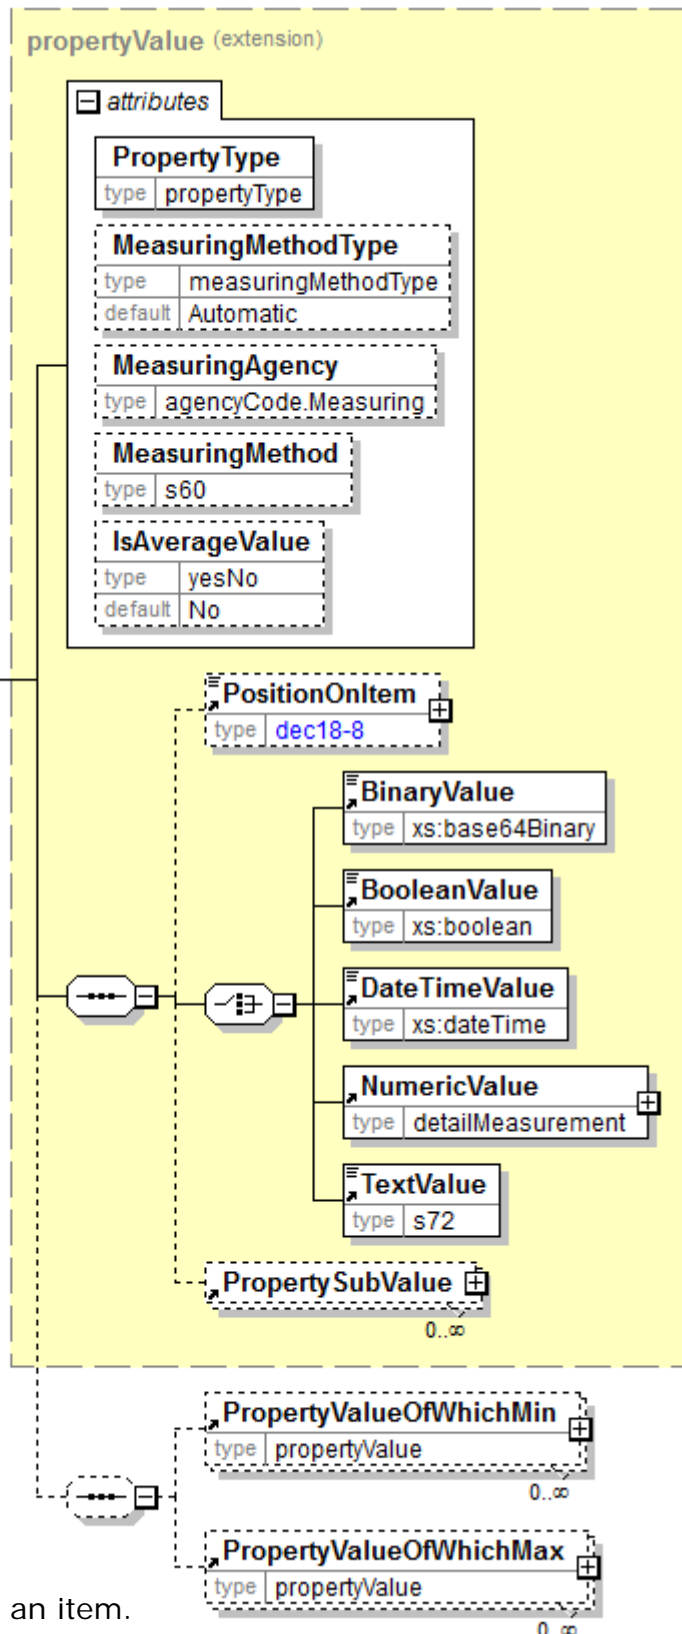 propertyValue (extension)
attributes
PropertyType
type propertyType
MeasuringMethodType
type measuringMethodType
default Automatic
MeasuringAgency
type agencyCode.Measuring
MeasuringMethod
type s60
IsAverageValue
type yesNo
default No
PositionOnItem
type dec18-8
BinaryValue
type xs:base64Binary
BooleanValue
type xs:boolean
DateTimeValue
type xs:dateTime
NumericValue
type detailMeasurement
TextValue
type s72
PropertySubValue
0..∞
PropertyValueOfWhichMin
type propertyValue
0..∞
PropertyValueOfWhichMax
type propertyValue
an item.
0..∞